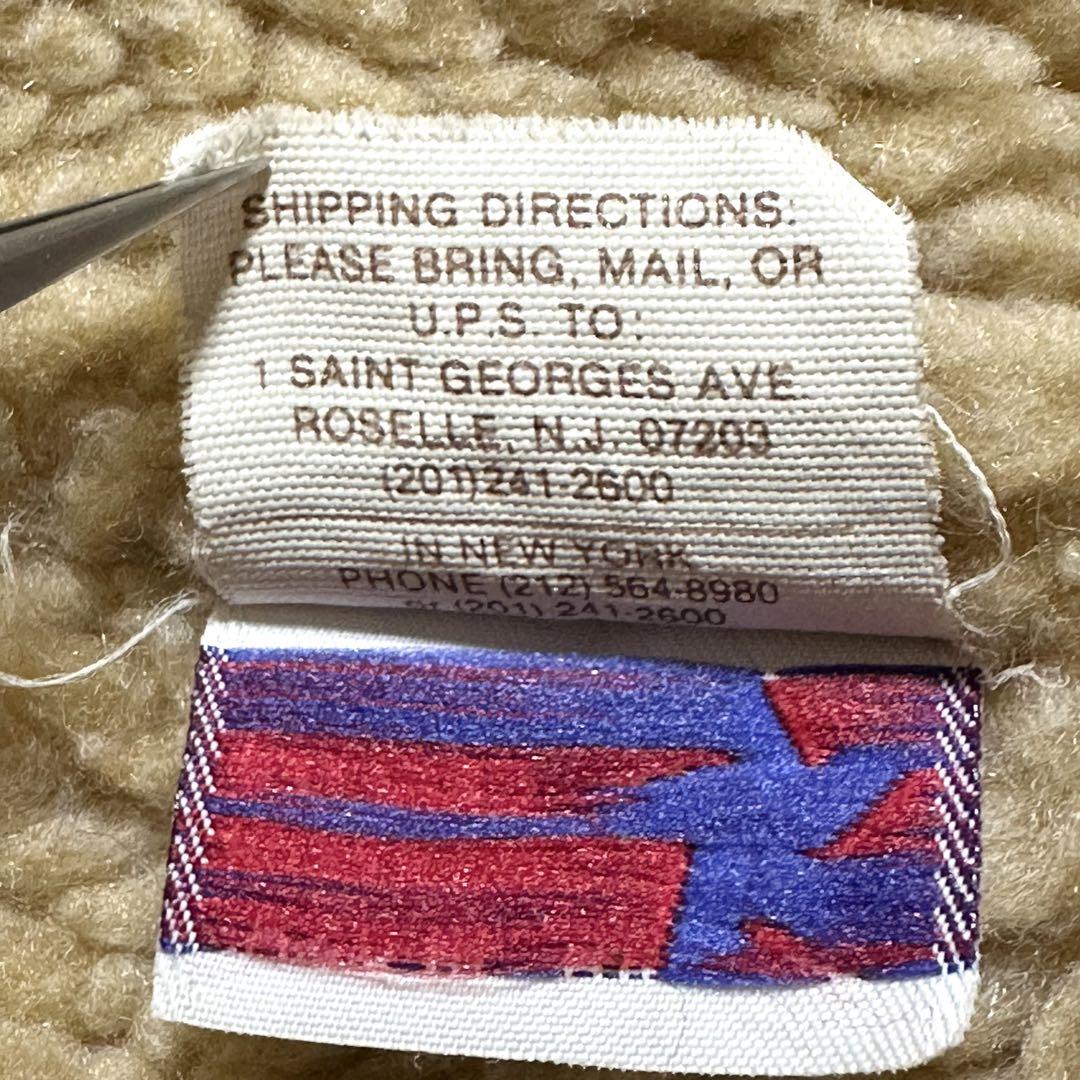 SHIPPING DIRECTIONS:
PLEASE BRING, MAIL, OR
U.P.S. TO:
1 SAINT GEORGES AVE.
ROSELLE, N.J. 07203
(201) 241-2600
IN NEW YORK
PHONE (212) 564-8980
or (201) 241-2600